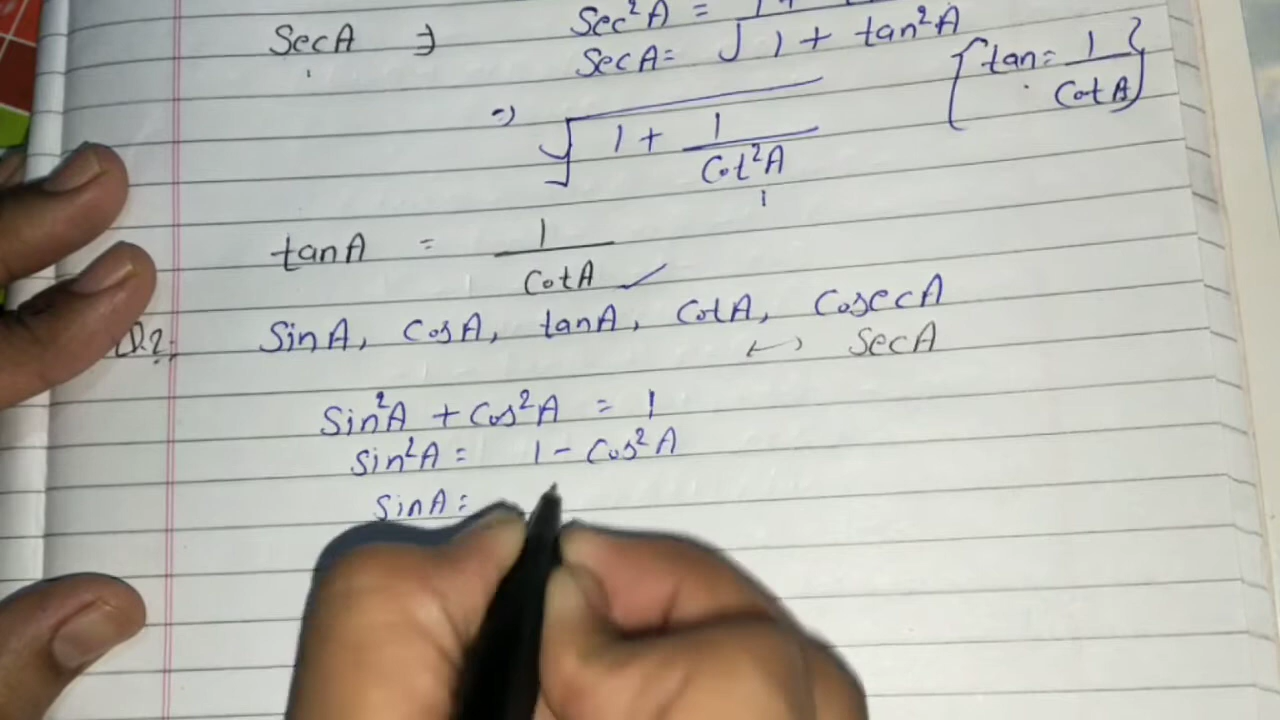 Sec²A =
SecA ⇒ SecA = √1 + tan²A
{tan = 1/CotA}
⇒ √1 + 1/Cot²A
tanA = 1/CotA ✓
Q.2. SinA, CosA, tanA, CotA, CosecA
↔ SecA
Sin²A + Cos²A = 1
Sin²A = 1 - Cos²A
SinA =